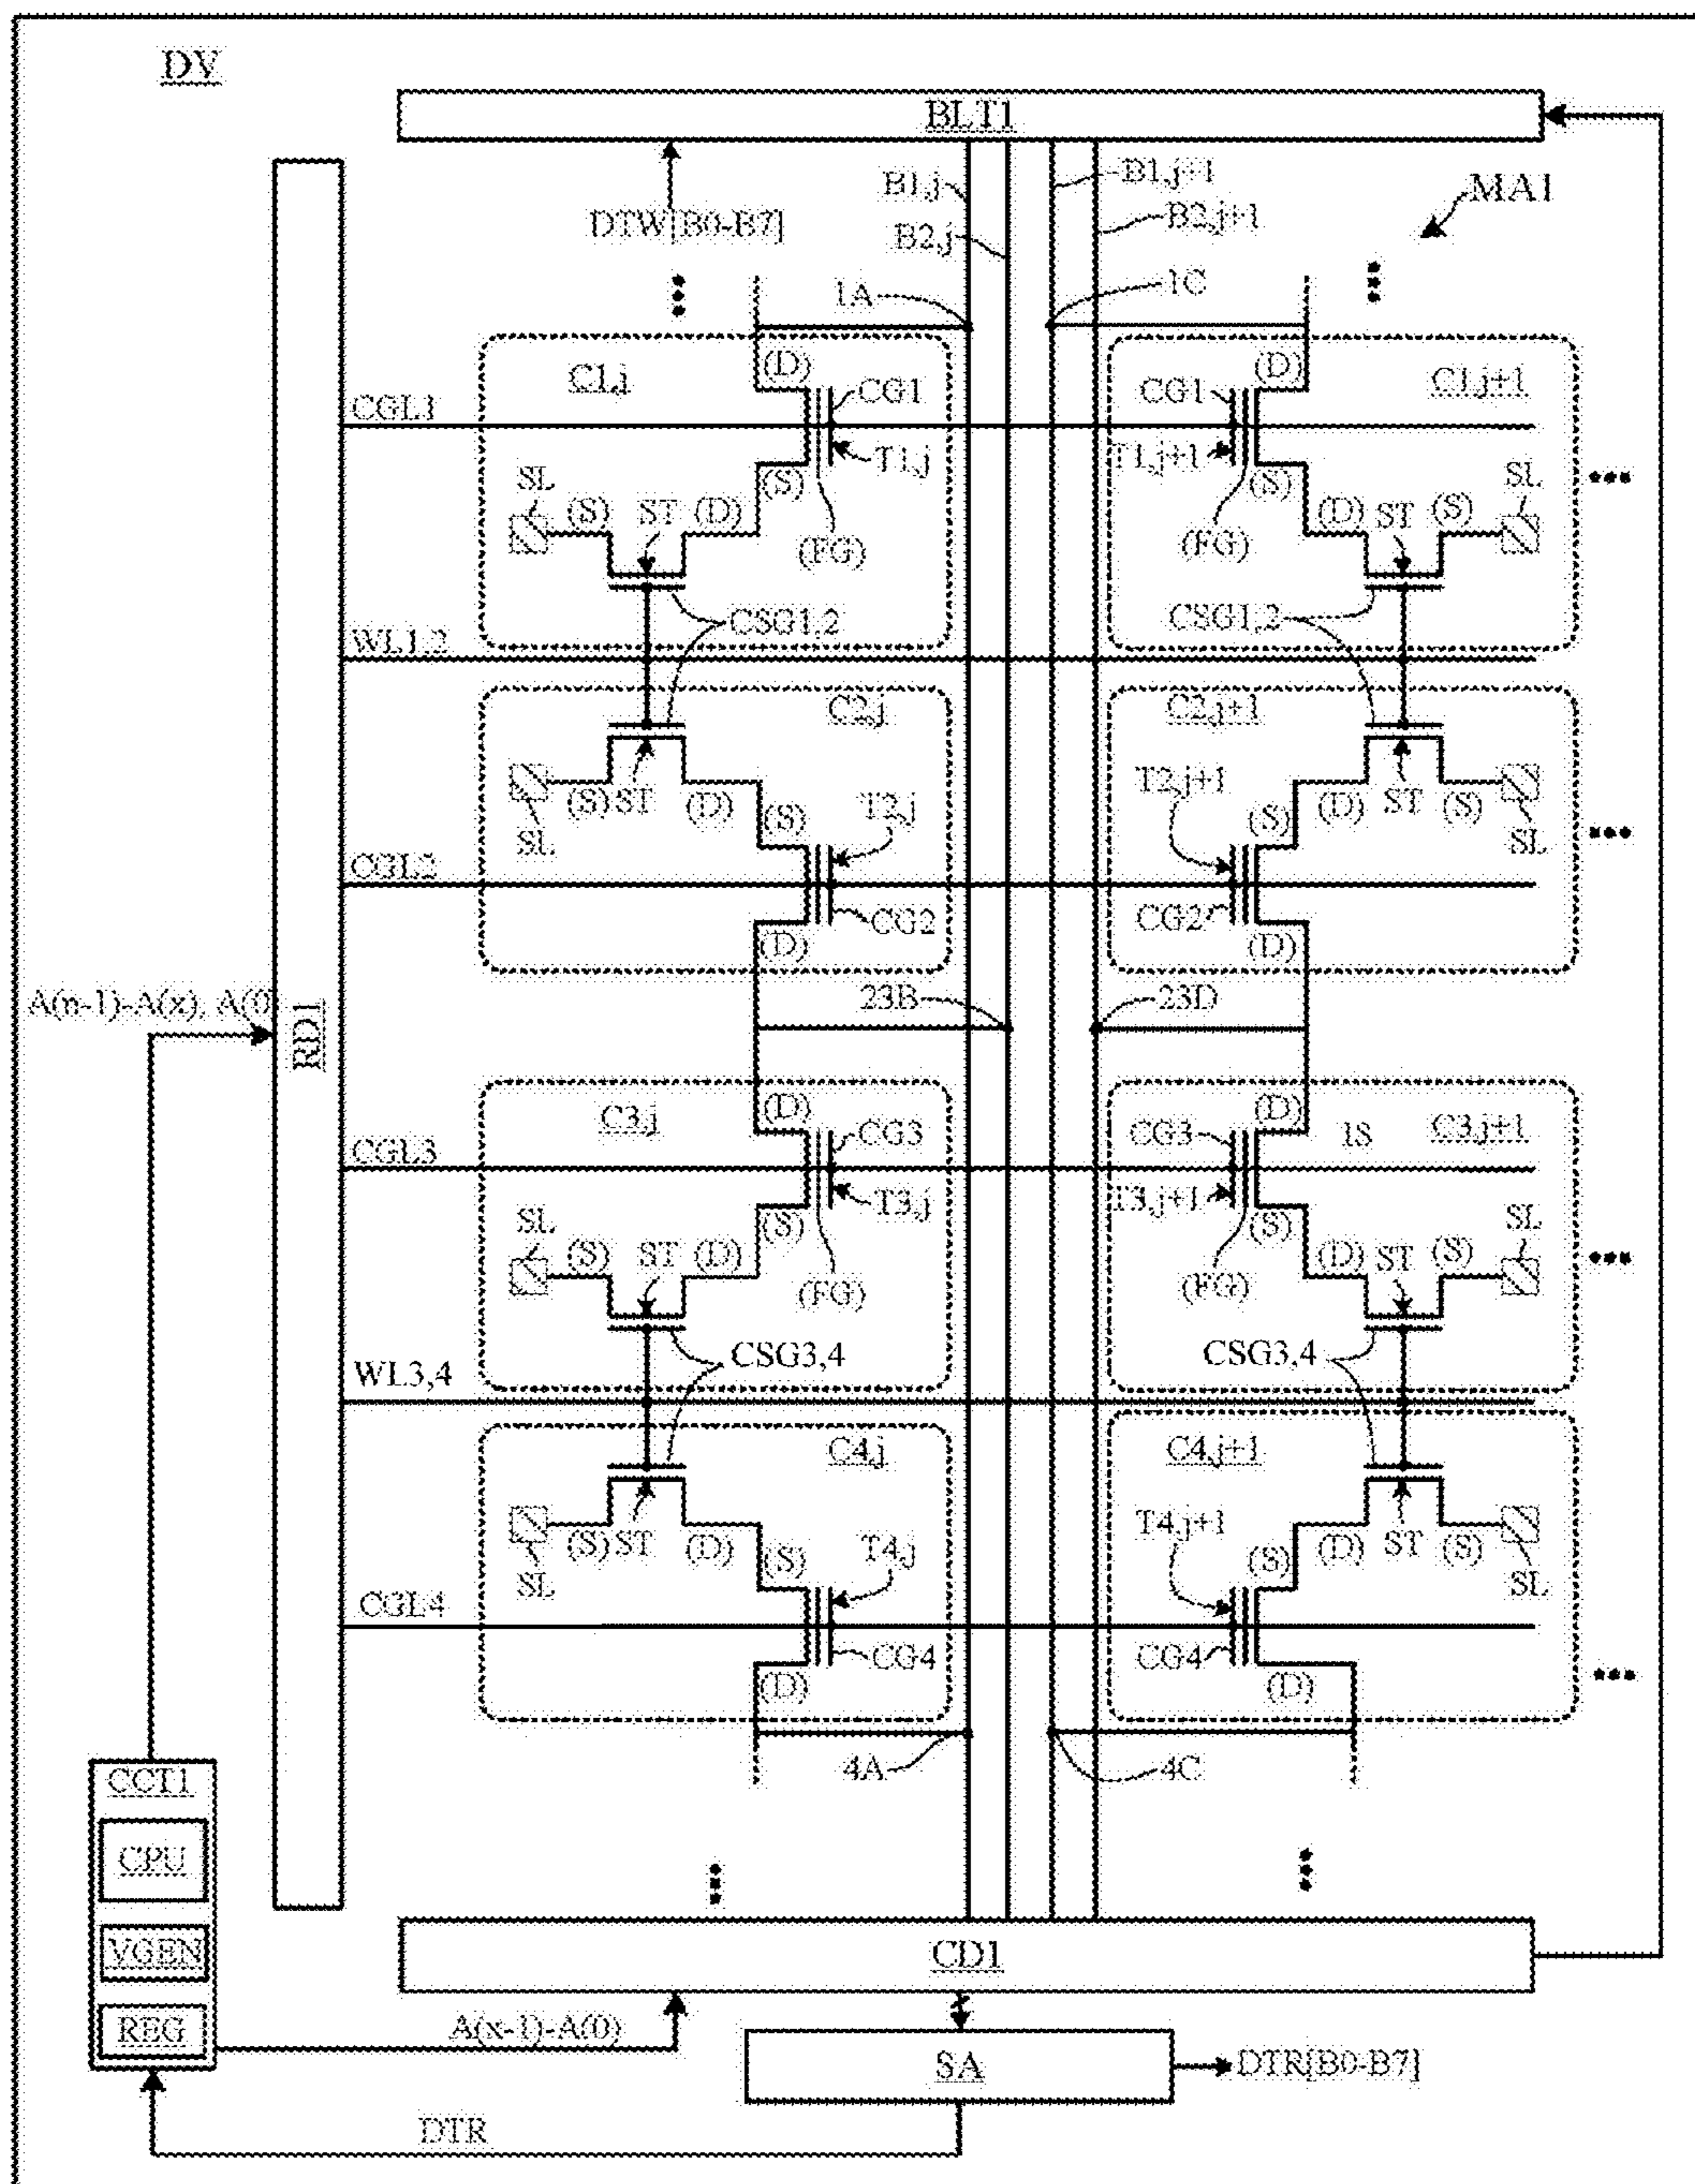 DV
BLT1
DTW[B0-B7]
B1,j
B2,j
B1,j+1
B2,j+1
MA1
1A
1C
C1,j
(D)
CG1
T1,j
(S)
(FG)
CGL1
SL
(S)
ST
(D)
CSG1,2
(D)
C1,j+1
CG1
T1,j+1
(S)
(FG)
(D)
ST
(S)
SL
CSG1,2
WL1,2
C2,j
(S)
ST
(D)
SL
(S)
T2,j
CG2
(D)
CGL2
C2,j+1
T2,j+1
(S)
(D)
ST
(S)
SL
CG2
(D)
A(n-1)-A(x), A(0)
RD1
23B
23D
C3,j
(D)
CG3
T3,j
(S)
(FG)
CGL3
SL
(S)
ST
(D)
CSG3,4
(D)
1S
C3,j+1
CG3
T3,j+1
(S)
(FG)
(D)
ST
(S)
SL
CSG3,4
WL3,4
C4,j
(S)
ST
(D)
SL
(S)
T4,j
CG4
(D)
CGL4
C4,j+1
T4,j+1
(S)
(D)
ST
(S)
SL
CG4
(D)
4A
4C
CCT1
CPU
VGEN
REG
CD1
A(x-1)-A(0)
SA
DTR[B0-B7]
DTR